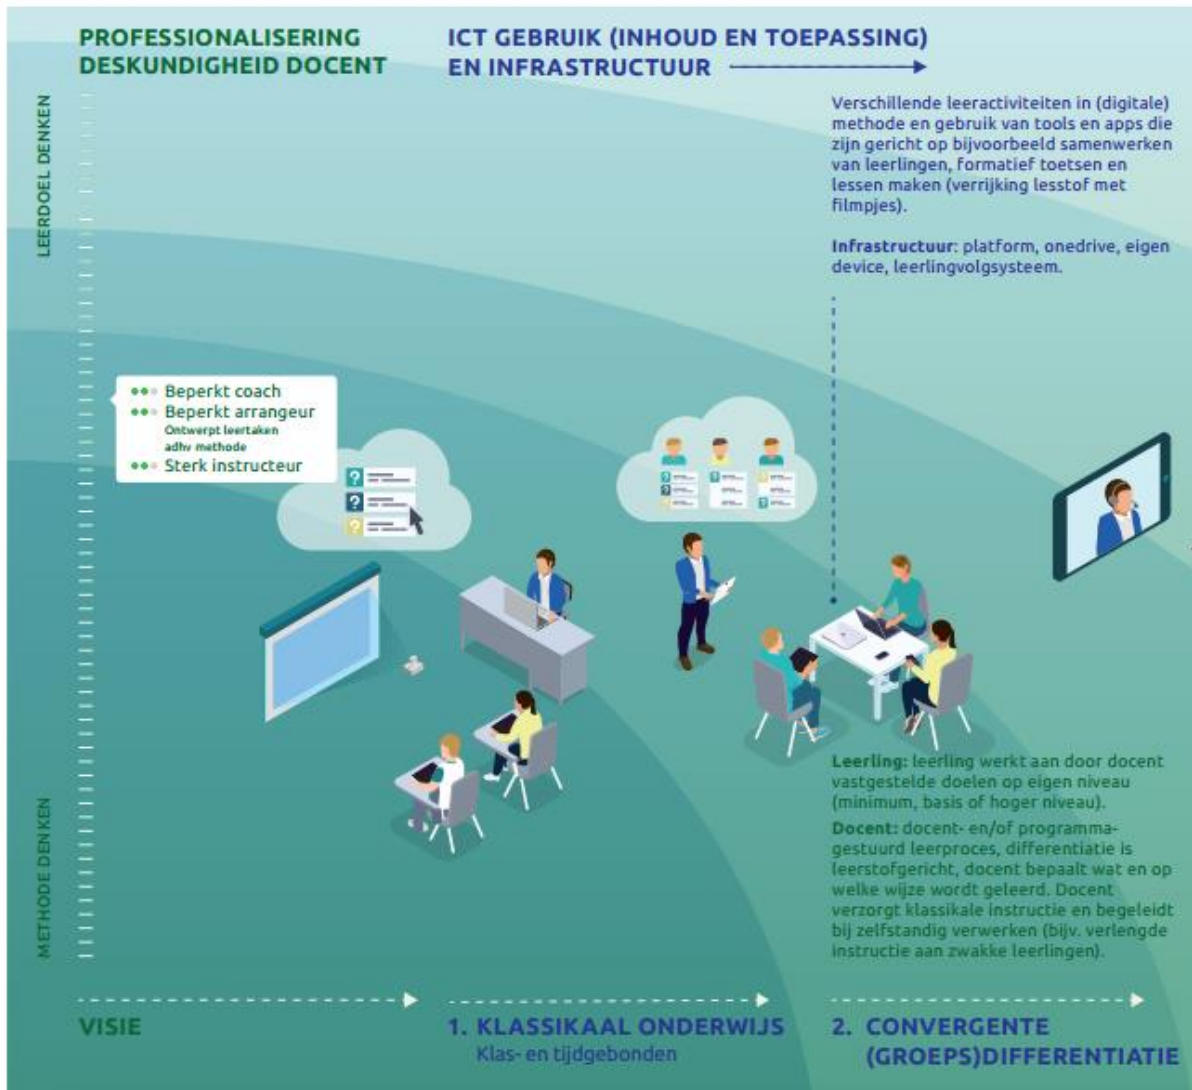 PROFESSIONALISERING
DESKUNDIGHEID DOCENT
ICT GEBRUIK (INHOUD EN TOEPASSING)
EN INFRASTRUCTUUR
LEERDOEL DENKEN
Verschillende leeractiviteiten in (digitale)
methode en gebruik van tools en apps die
zijn gericht op bijvoorbeeld samenwerken
van leerlingen, formatief toetsen en
lessen maken (verrijking lesstof met
filmpjes).
Infrastructuur: platform, onedrive, eigen
device, leerlingvolgsysteem.
Beperkt coach
Beperkt arrangeur
Ontwerpt leertaken
adhv methode
Sterk instructeur
?
?
?
?
?
?
?
?
?
METHODE DENKEN
Leerling: leerling werkt aan door docent
vastgestelde doelen op eigen niveau
(minimum, basis of hoger niveau).
Docent: docent- en/of programma-
gestuurd leerproces, differentiatie is
leerstofgericht, docent bepaalt wat en op
welke wijze wordt geleerd. Docent
verzorgt klassikale instructie en begeleidt
bij zelfstandig verwerken (bijv. verlengde
instructie aan zwakke leerlingen).
VISIE
1. KLASSIKAAL ONDERWIJS
Klas- en tijdgebonden
2. CONVERGENTE
(GROEPS)DIFFERENTIATIE